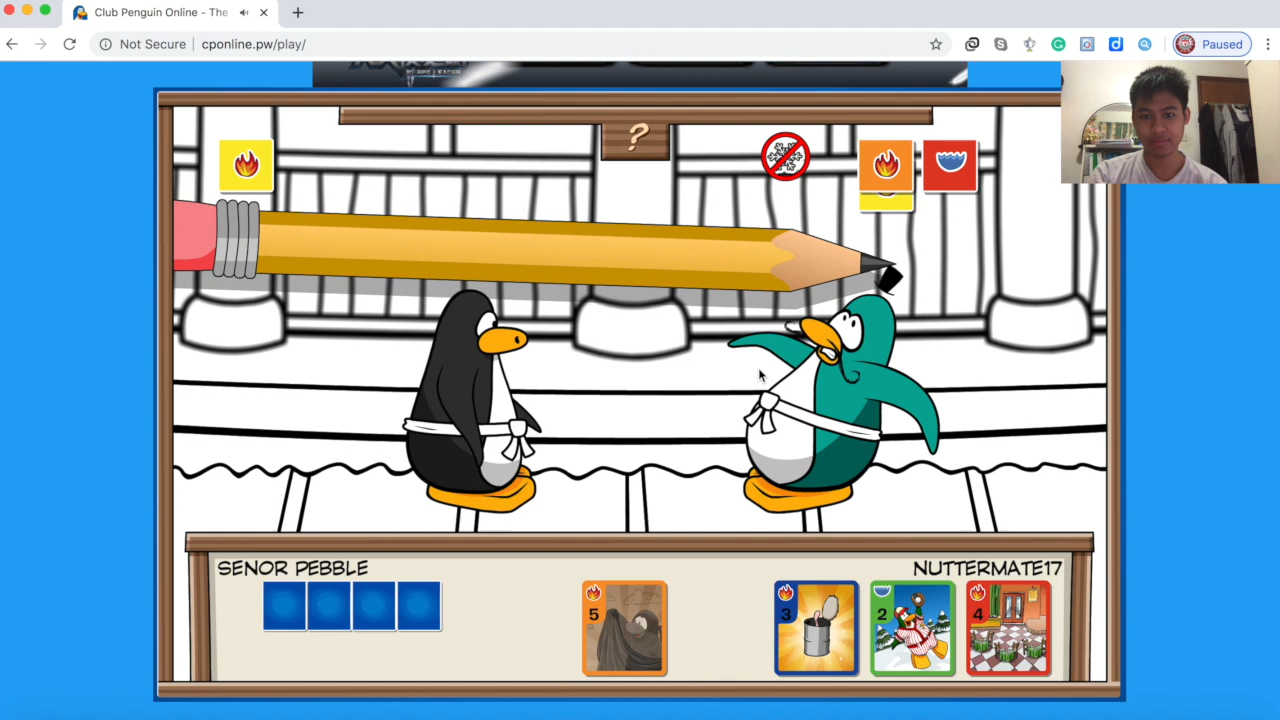 Club Penguin Online - The
Paused
Not Secure
cponline.pw/play/
?
SENOR PEBBLE
NUTTERMATE17
5
3
2
4